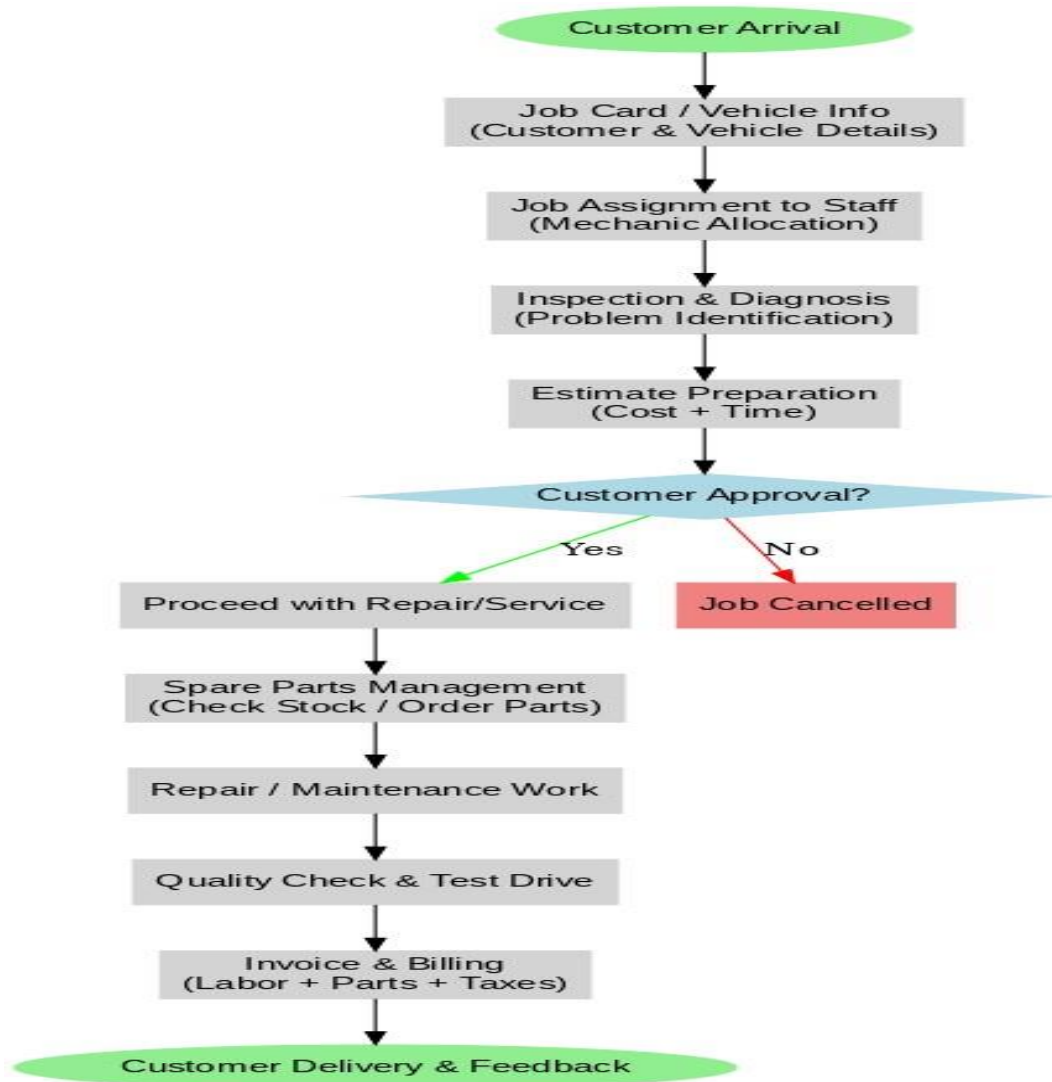 Customer Arrival
Job Card / Vehicle Info
(Customer & Vehicle Details)
Job Assignment to Staff
(Mechanic Allocation)
Inspection & Diagnosis
(Problem Identification)
Estimate Preparation
(Cost + Time)
Customer Approval?
Yes
No
Proceed with Repair/Service
Job Cancelled
Spare Parts Management
(Check Stock / Order Parts)
Repair / Maintenance Work
Quality Check & Test Drive
Invoice & Billing
(Labor + Parts + Taxes)
Customer Delivery & Feedback